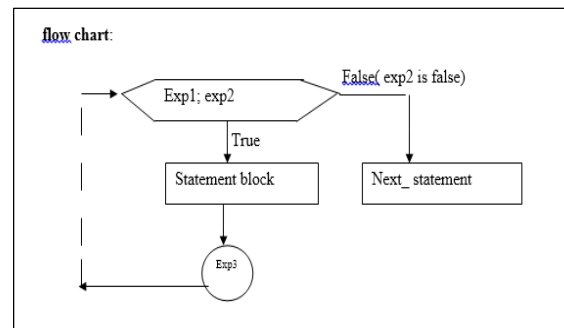 flow chart:
False( exp2 is false)
Exp1; exp2
True
Statement block
Next_ statement
Exp3